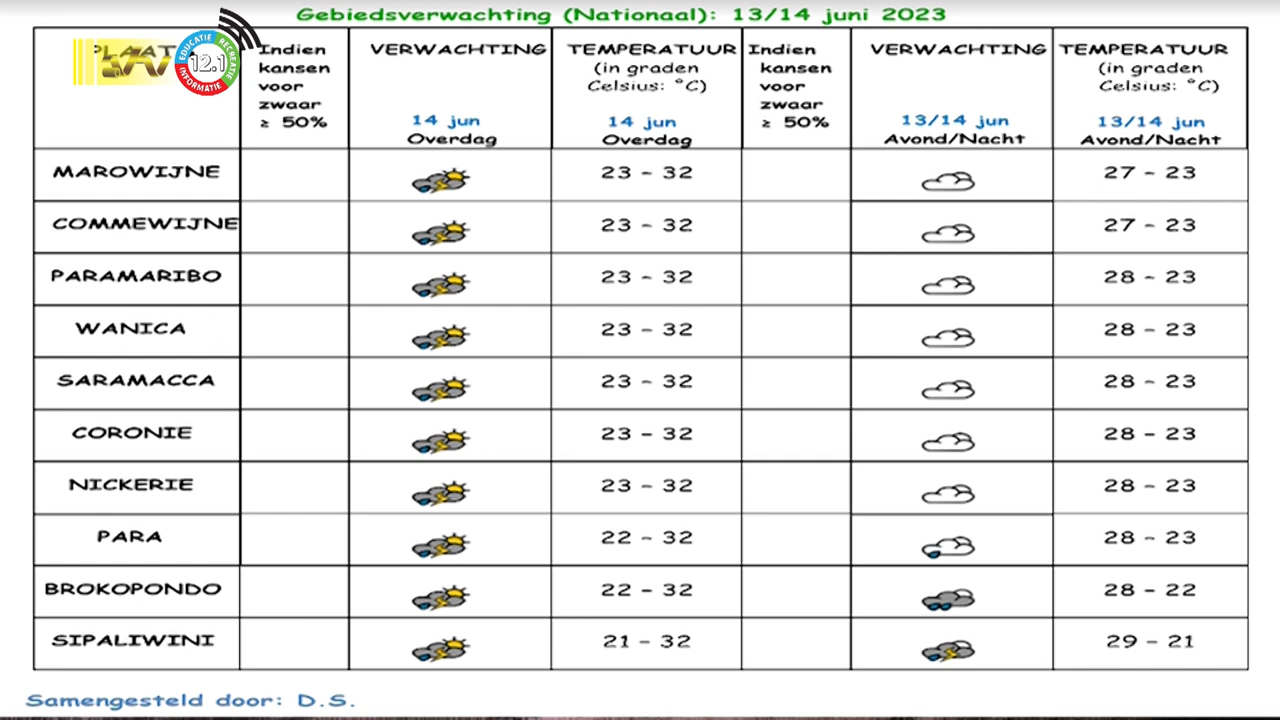 Gebiedsverwachting (Nationaal): 13/14 juni 2023
Indien kansen voor zwaar ≥ 50%
VERWACHTING
14 jun
Overdag
TEMPERATUUR
(in graden Celsius: °C)
14 jun
Overdag
Indien kansen voor zwaar ≥ 50%
VERWACHTING
13/14 jun
Avond/Nacht
TEMPERATUUR
(in graden Celsius: °C)
13/14 jun
Avond/Nacht
EDUCATIE RECREATIE INFORMATIE
12.1
MAROWIJNE 23 - 32 27 - 23
COMMEWIJNE 23 - 32 27 - 23
PARAMARIBO 23 - 32 28 - 23
WANICA 23 - 32 28 - 23
SARAMACCA 23 - 32 28 - 23
CORONIE 23 - 32 28 - 23
NICKERIE 23 - 32 28 - 23
PARA 22 - 32 28 - 23
BROKOPONDO 22 - 32 28 - 22
SIPALIWINI 21 - 32 29 - 21
Samengesteld door: D.S.